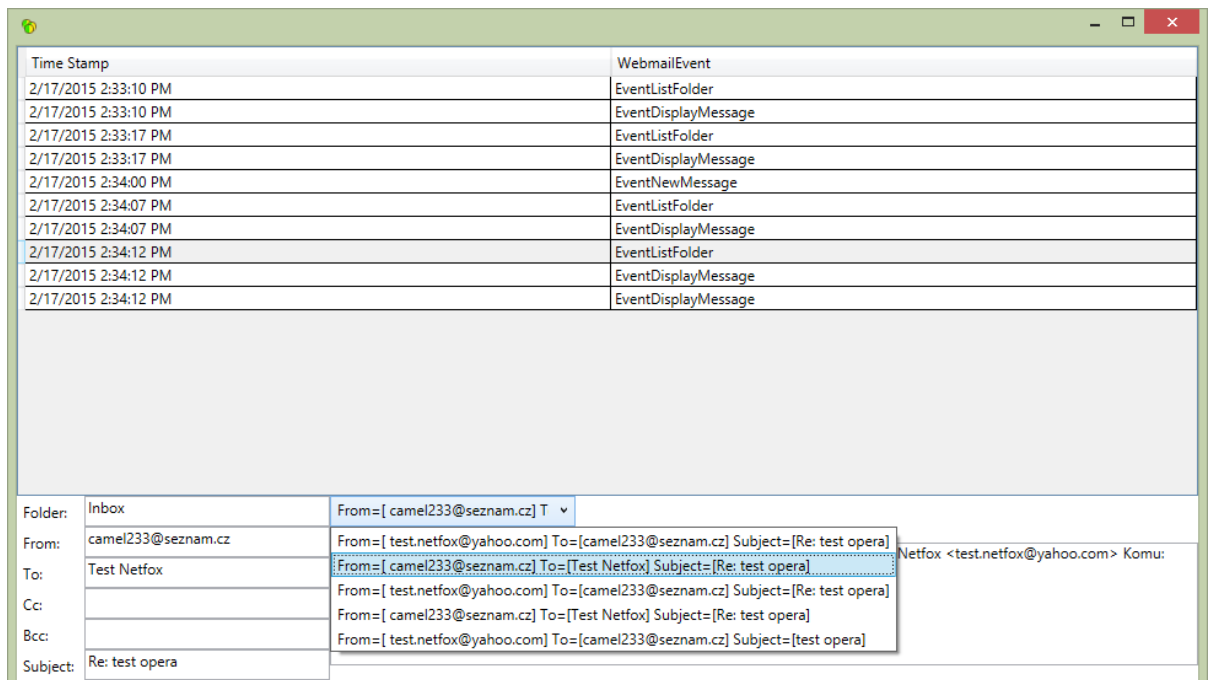 Time Stamp WebmailEvent
2/17/2015 2:33:10 PM EventListFolder
2/17/2015 2:33:10 PM EventDisplayMessage
2/17/2015 2:33:17 PM EventListFolder
2/17/2015 2:33:17 PM EventDisplayMessage
2/17/2015 2:34:00 PM EventNewMessage
2/17/2015 2:34:07 PM EventListFolder
2/17/2015 2:34:07 PM EventDisplayMessage
2/17/2015 2:34:12 PM EventListFolder
2/17/2015 2:34:12 PM EventDisplayMessage
2/17/2015 2:34:12 PM EventDisplayMessage
Folder: Inbox From=[ camel233@seznam.cz] T
From: camel233@seznam.cz From=[ test.netfox@yahoo.com] To=[camel233@seznam.cz] Subject=[Re: test opera]
Netfox <test.netfox@yahoo.com> Komu:
To: Test Netfox From=[ camel233@seznam.cz] To=[Test Netfox] Subject=[Re: test opera]
From=[ test.netfox@yahoo.com] To=[camel233@seznam.cz] Subject=[Re: test opera]
Cc: From=[ camel233@seznam.cz] To=[Test Netfox] Subject=[Re: test opera]
Bcc: From=[ test.netfox@yahoo.com] To=[camel233@seznam.cz] Subject=[test opera]
Subject: Re: test opera